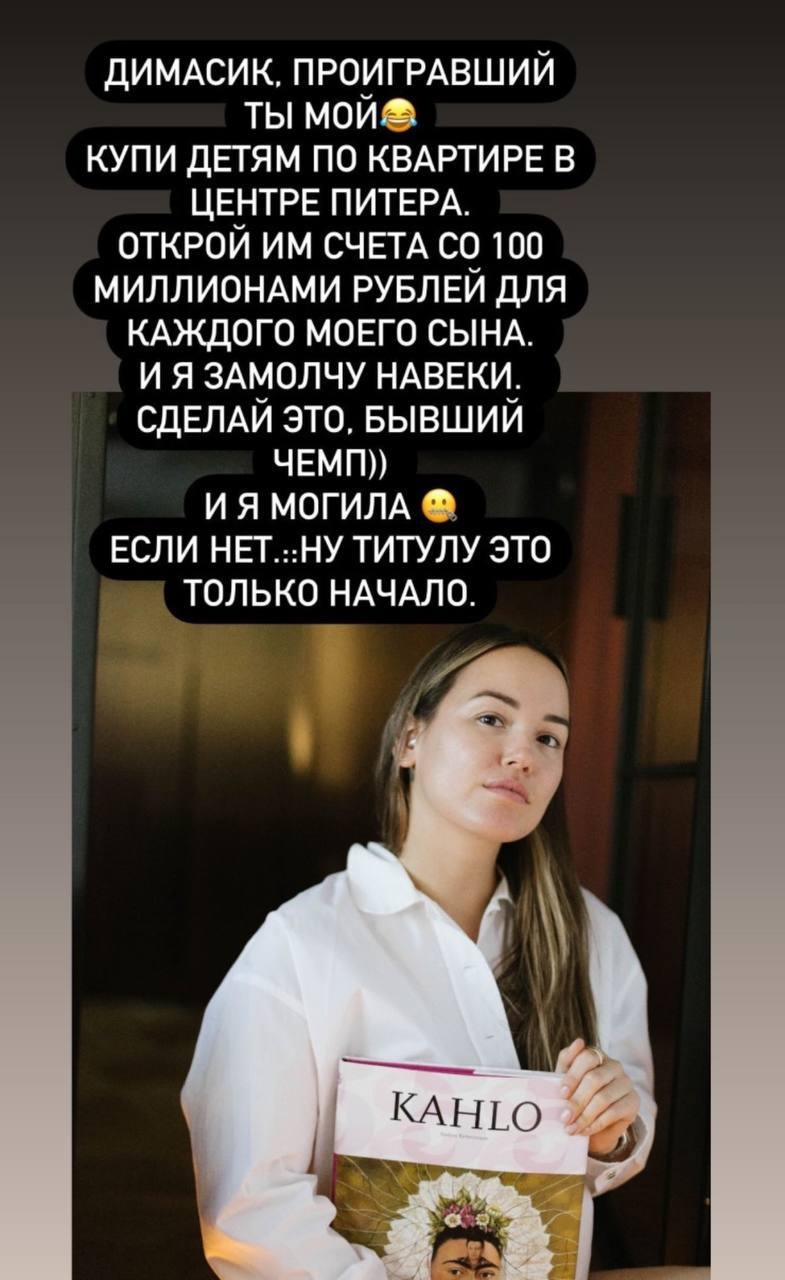 ДИМАСИК, ПРОИГРАВШИЙ
ТЫ МОЙ😂
КУПИ ДЕТЯМ ПО КВАРТИРЕ В
ЦЕНТРЕ ПИТЕРА.
ОТКРОЙ ИМ СЧЕТА СО 100
МИЛЛИОНАМИ РУБЛЕЙ ДЛЯ
КАЖДОГО МОЕГО СЫНА.
И Я ЗАМОЛЧУ НАВЕКИ.
СДЕЛАЙ ЭТО, БЫВШИЙ
ЧЕМП))
И Я МОГИЛА 🤐
ЕСЛИ НЕТ.::НУ ТИТУЛУ ЭТО
ТОЛЬКО НАЧАЛО.
KAHLO